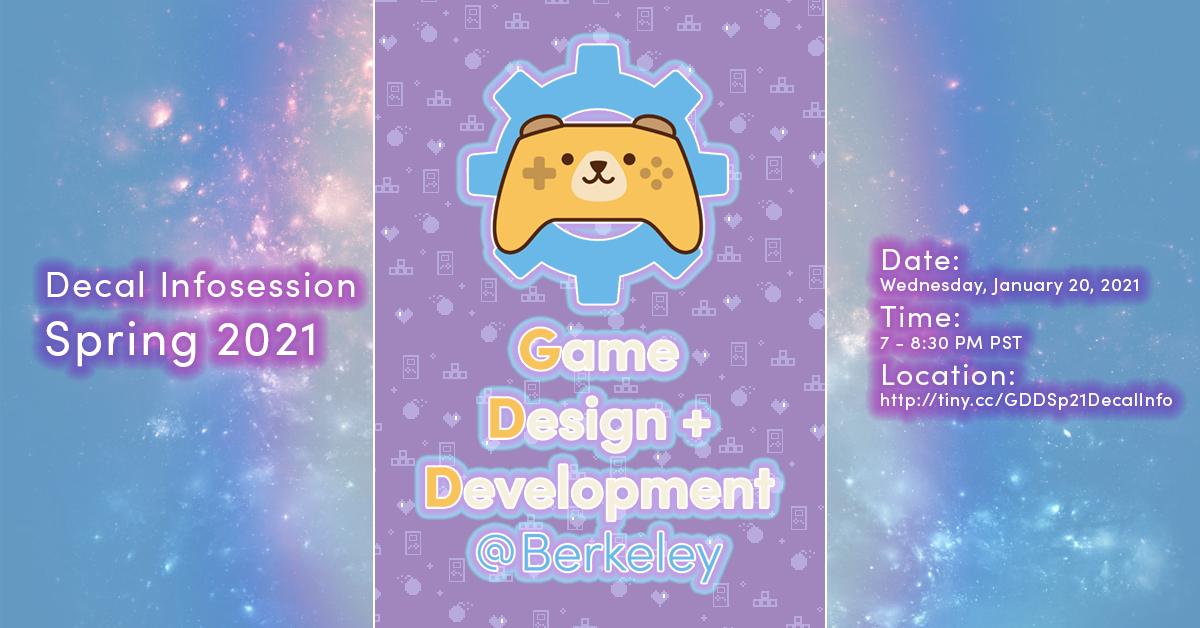 Decal Infosession
Spring 2021
Game
Design +
Development
@Berkeley
Date:
Wednesday, January 20, 2021
Time:
7 - 8:30 PM PST
Location:
http://tiny.cc/GDDSp21DecalInfo